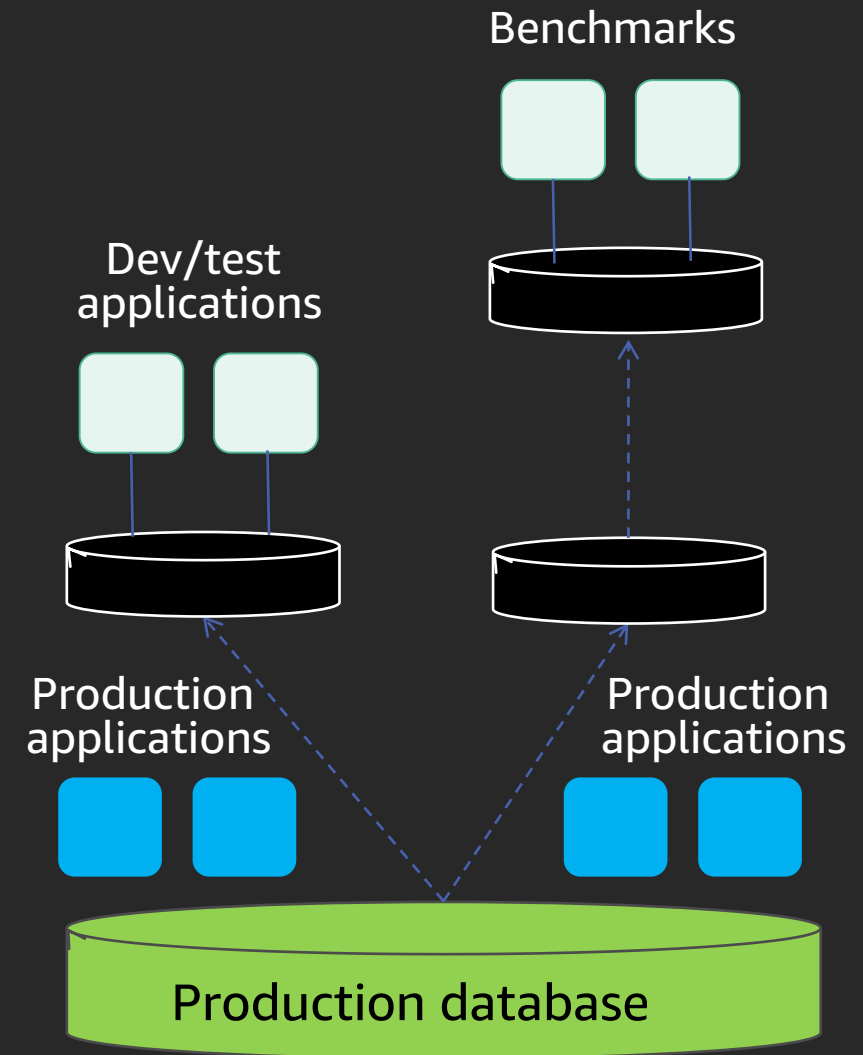 Benchmarks
Dev/test
applications
Production
applications
Production
applications
Production database